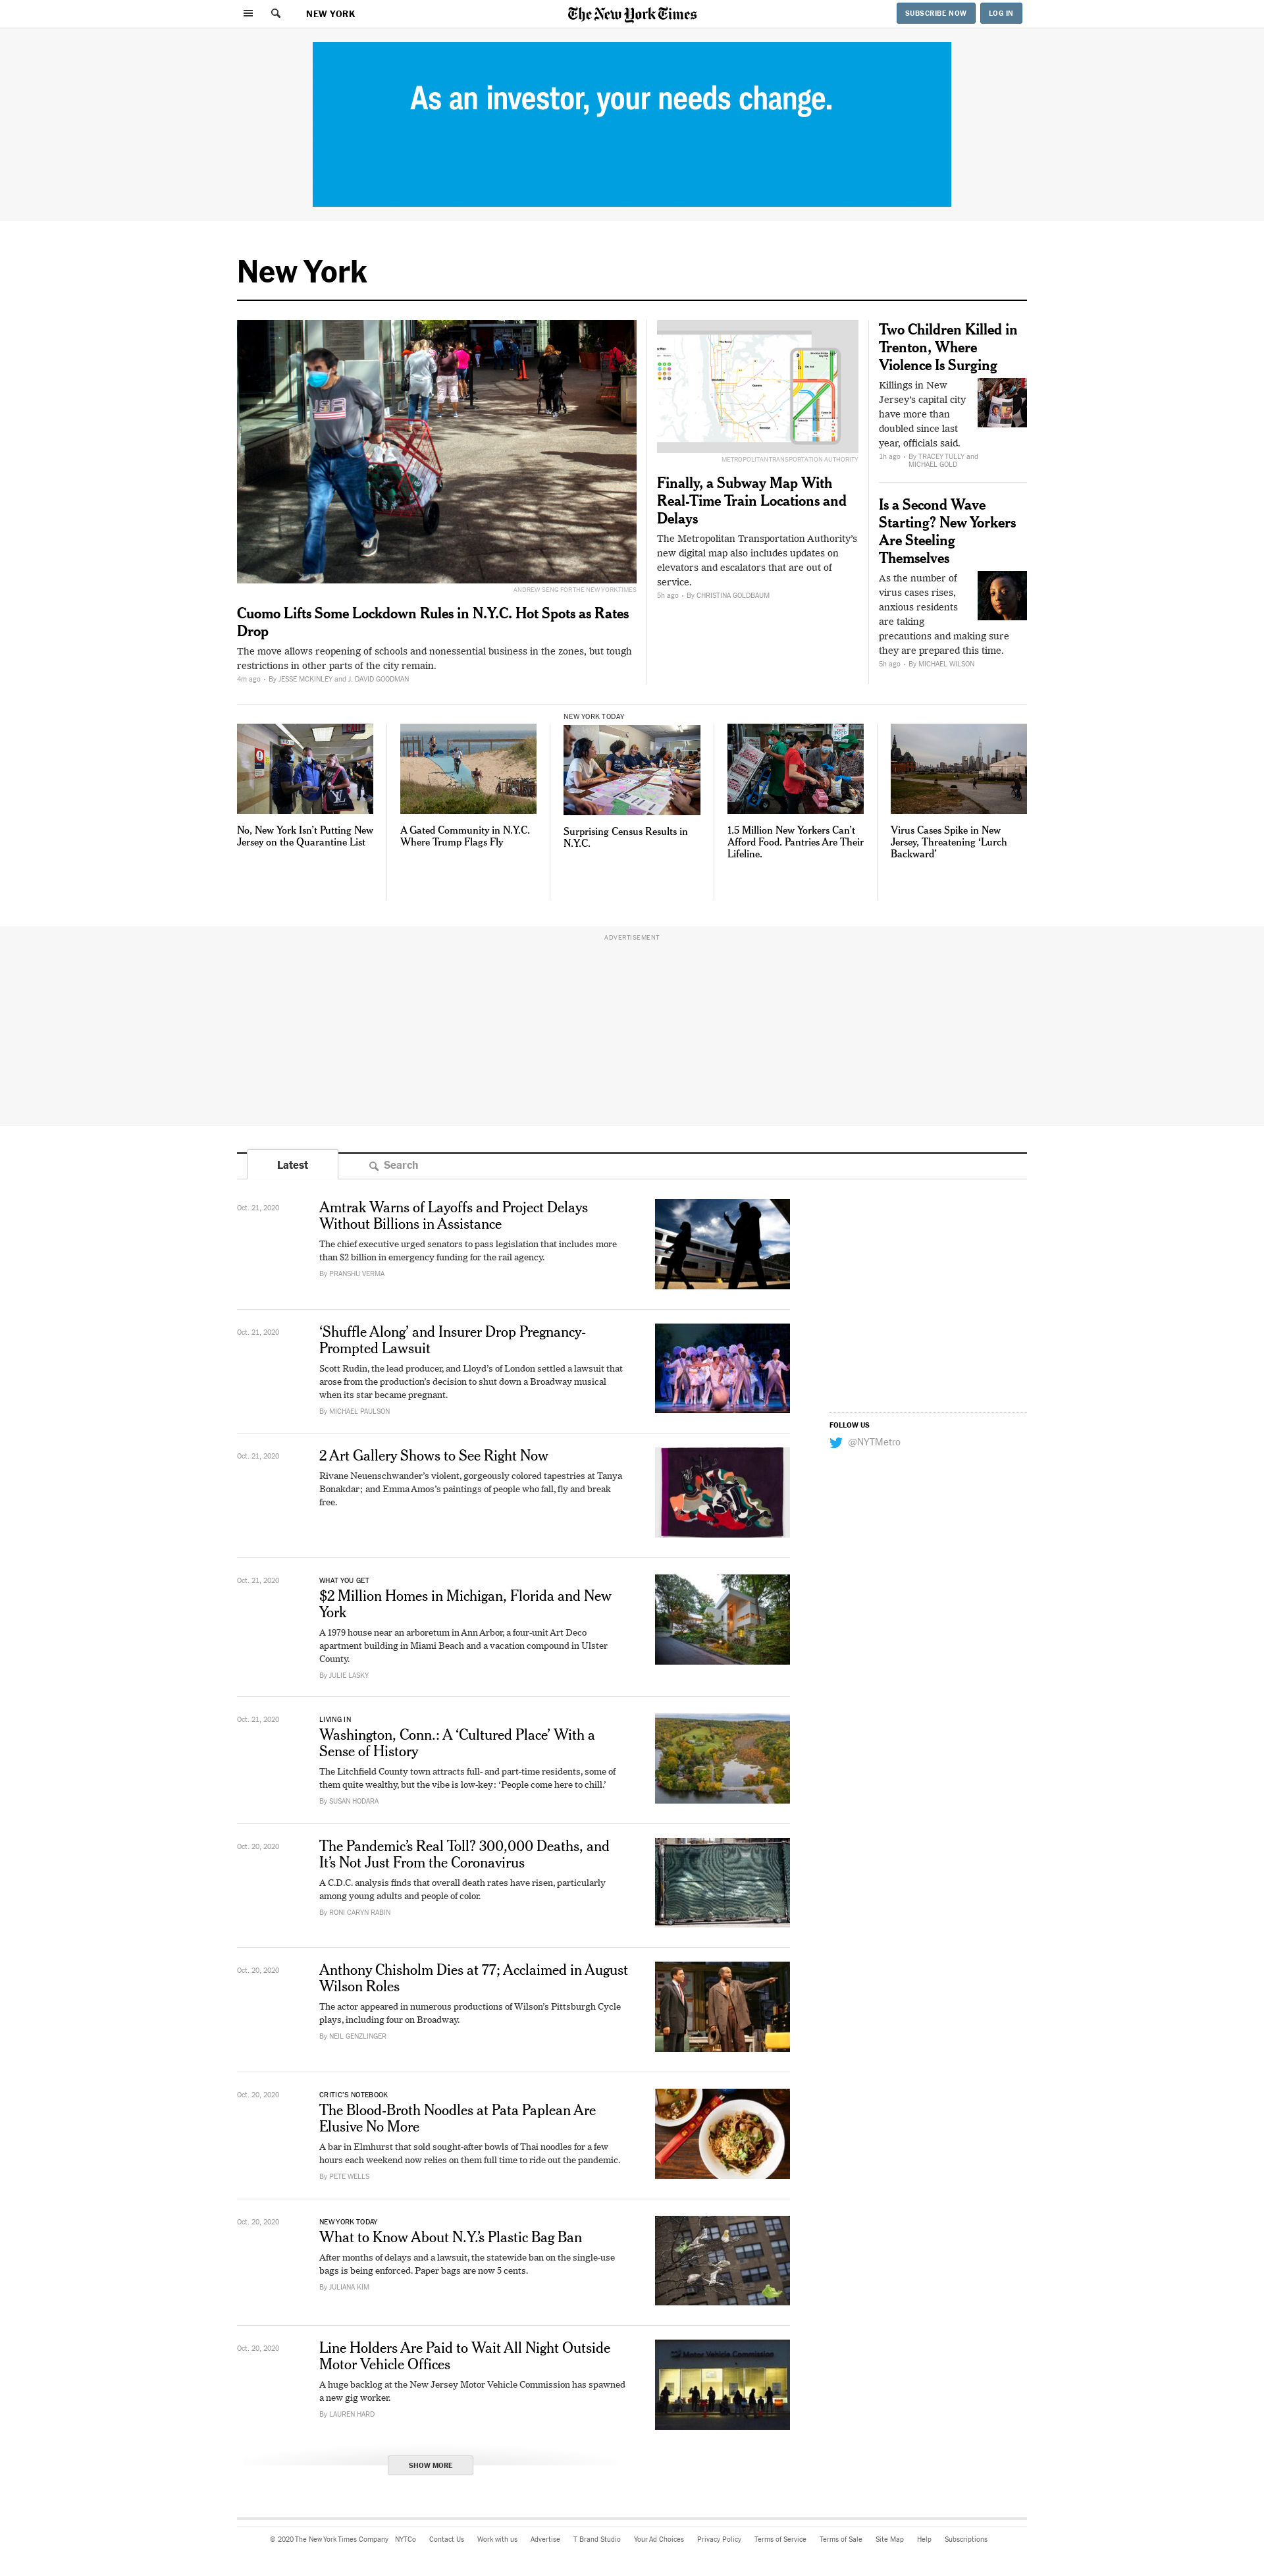 NEW YORK
The New York Times
SUBSCRIBE NOW
LOG IN
As an investor, your needs change.
New York
ANDREW SENG FOR THE NEW YORK TIMES
Cuomo Lifts Some Lockdown Rules in N.Y.C. Hot Spots as Rates
Drop
The move allows reopening of schools and nonessential business in the zones, but tough
restrictions in other parts of the city remain.
4m ago • By JESSE MCKINLEY and J. DAVID GOODMAN
METROPOLITAN TRANSPORTATION AUTHORITY
Finally, a Subway Map With
Real-Time Train Locations and
Delays
The Metropolitan Transportation Authority's
new digital map also includes updates on
elevators and escalators that are out of
service.
5h ago • By CHRISTINA GOLDBAUM
Two Children Killed in
Trenton, Where
Violence Is Surging
Killings in New
Jersey's capital city
have more than
doubled since last
year, officials said.
1h ago • By TRACEY TULLY and
MICHAEL GOLD
Is a Second Wave
Starting? New Yorkers
Are Steeling
Themselves
As the number of
virus cases rises,
anxious residents
are taking
precautions and making sure
they are prepared this time.
5h ago • By MICHAEL WILSON
No, New York Isn't Putting New
Jersey on the Quarantine List
A Gated Community in N.Y.C.
Where Trump Flags Fly
NEW YORK TODAY
Surprising Census Results in
N.Y.C.
1.5 Million New Yorkers Can't
Afford Food. Pantries Are Their
Lifeline.
Virus Cases Spike in New
Jersey, Threatening 'Lurch
Backward'
ADVERTISEMENT
Latest
Search
Oct. 21, 2020
Amtrak Warns of Layoffs and Project Delays
Without Billions in Assistance
The chief executive urged senators to pass legislation that includes more
than $2 billion in emergency funding for the rail agency.
By PRANSHU VERMA
Oct. 21, 2020
'Shuffle Along' and Insurer Drop Pregnancy-
Prompted Lawsuit
Scott Rudin, the lead producer, and Lloyd's of London settled a lawsuit that
arose from the production's decision to shut down a Broadway musical
when its star became pregnant.
By MICHAEL PAULSON
FOLLOW US
@NYTMetro
Oct. 21, 2020
2 Art Gallery Shows to See Right Now
Rivane Neuenschwander's violent, gorgeously colored tapestries at Tanya
Bonakdar; and Emma Amos's paintings of people who fall, fly and break
free.
Oct. 21, 2020
WHAT YOU GET
$2 Million Homes in Michigan, Florida and New
York
A 1979 house near an arboretum in Ann Arbor, a four-unit Art Deco
apartment building in Miami Beach and a vacation compound in Ulster
County.
By JULIE LASKY
Oct. 21, 2020
LIVING IN
Washington, Conn.: A 'Cultured Place' With a
Sense of History
The Litchfield County town attracts full- and part-time residents, some of
them quite wealthy, but the vibe is low-key: 'People come here to chill.'
By SUSAN HODARA
Oct. 20, 2020
The Pandemic's Real Toll? 300,000 Deaths, and
It's Not Just From the Coronavirus
A C.D.C. analysis finds that overall death rates have risen, particularly
among young adults and people of color.
By RONI CARYN RABIN
Oct. 20, 2020
Anthony Chisholm Dies at 77; Acclaimed in August
Wilson Roles
The actor appeared in numerous productions of Wilson's Pittsburgh Cycle
plays, including four on Broadway.
By NEIL GENZLINGER
Oct. 20, 2020
CRITIC'S NOTEBOOK
The Blood-Broth Noodles at Pata Paplean Are
Elusive No More
A bar in Elmhurst that sold sought-after bowls of Thai noodles for a few
hours each weekend now relies on them full time to ride out the pandemic.
By PETE WELLS
Oct. 20, 2020
NEW YORK TODAY
What to Know About N.Y.'s Plastic Bag Ban
After months of delays and a lawsuit, the statewide ban on the single-use
bags is being enforced. Paper bags are now 5 cents.
By JULIANA KIM
Oct. 20, 2020
Line Holders Are Paid to Wait All Night Outside
Motor Vehicle Offices
A huge backlog at the New Jersey Motor Vehicle Commission has spawned
a new gig worker.
By LAUREN HARD
Motor Vehicle Commission
SHOW MORE
© 2020 The New York Times Company NYTCo Contact Us Work with us Advertise T Brand Studio Your Ad Choices Privacy Policy Terms of Service Terms of Sale Site Map Help Subscriptions